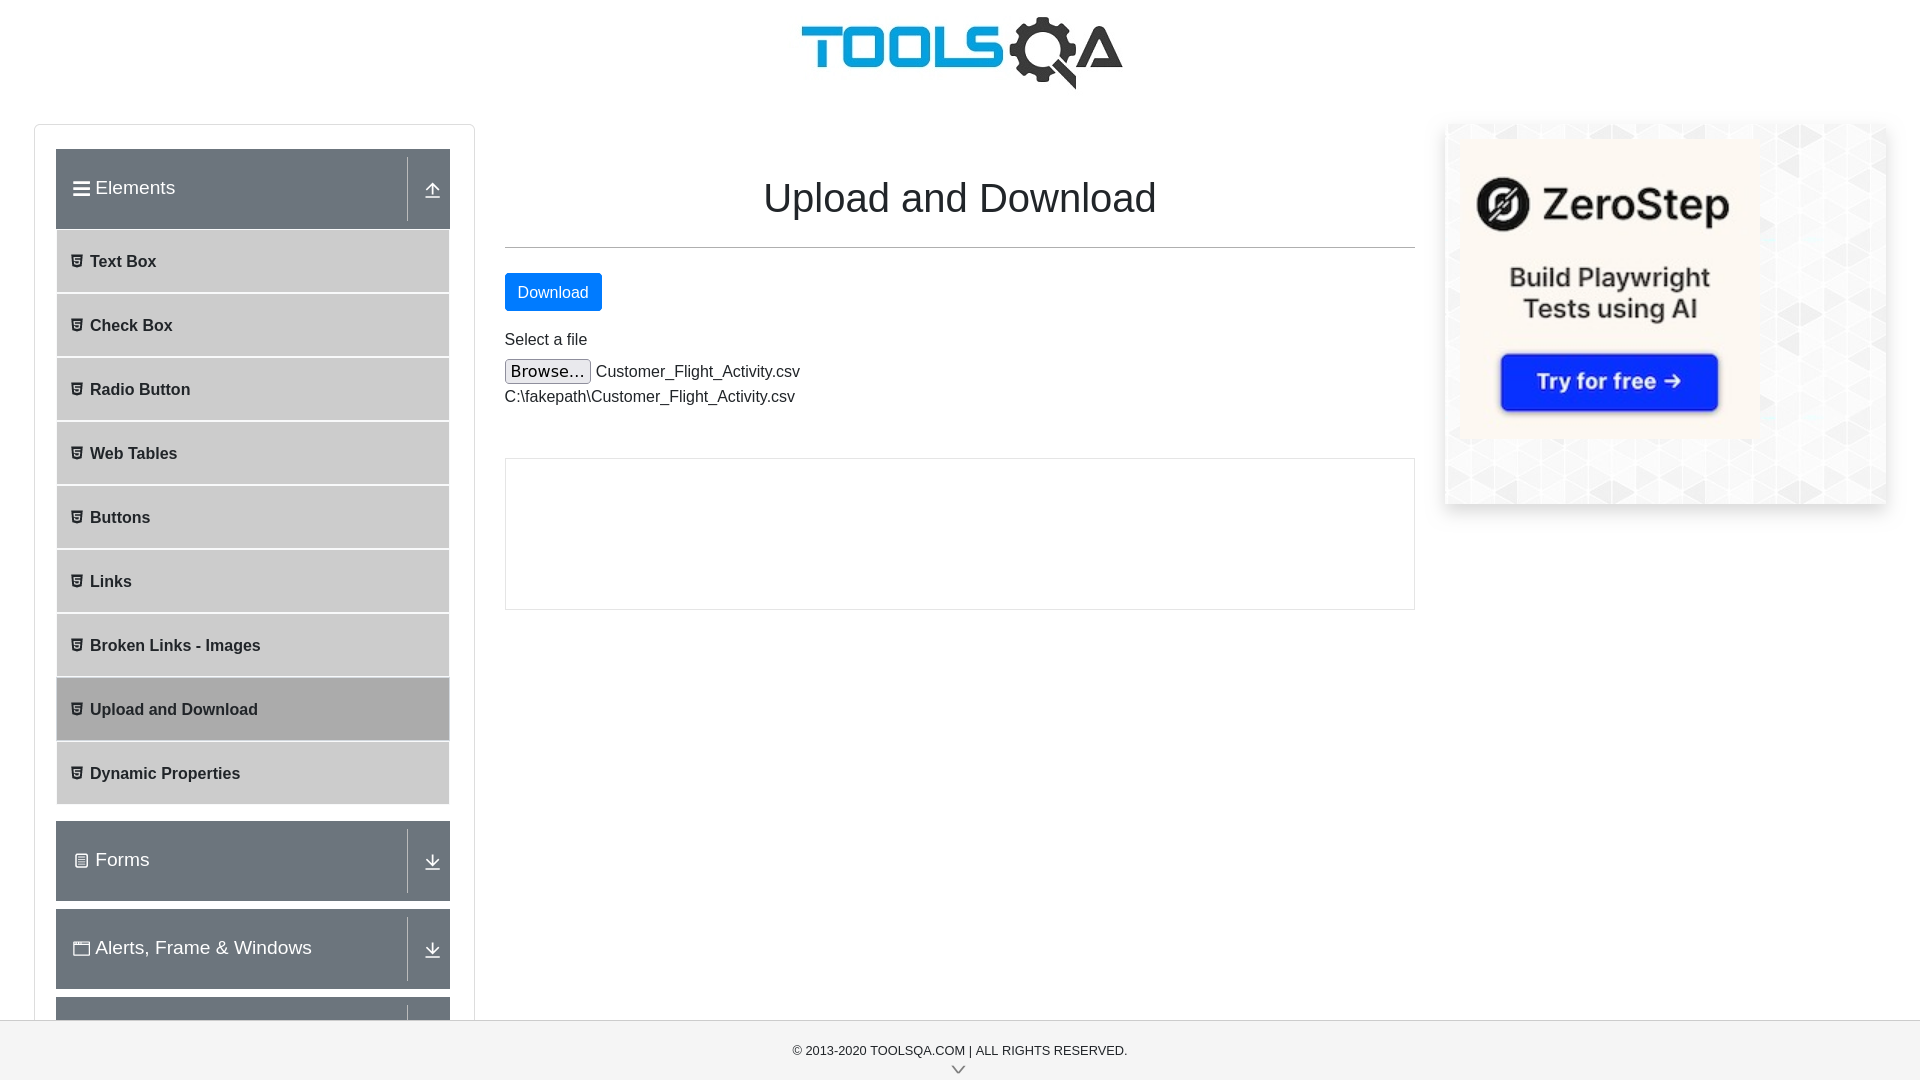 TOOLSQA
Elements
Text Box
Check Box
Radio Button
Web Tables
Buttons
Links
Broken Links - Images
Upload and Download
Dynamic Properties
Forms
Alerts, Frame & Windows
Upload and Download
Download
Select a file
Browse... Customer_Flight_Activity.csv
C:\fakepath\Customer_Flight_Activity.csv
ZeroStep
Build Playwright
Tests using AI
Try for free →
© 2013-2020 TOOLSQA.COM | ALL RIGHTS RESERVED.